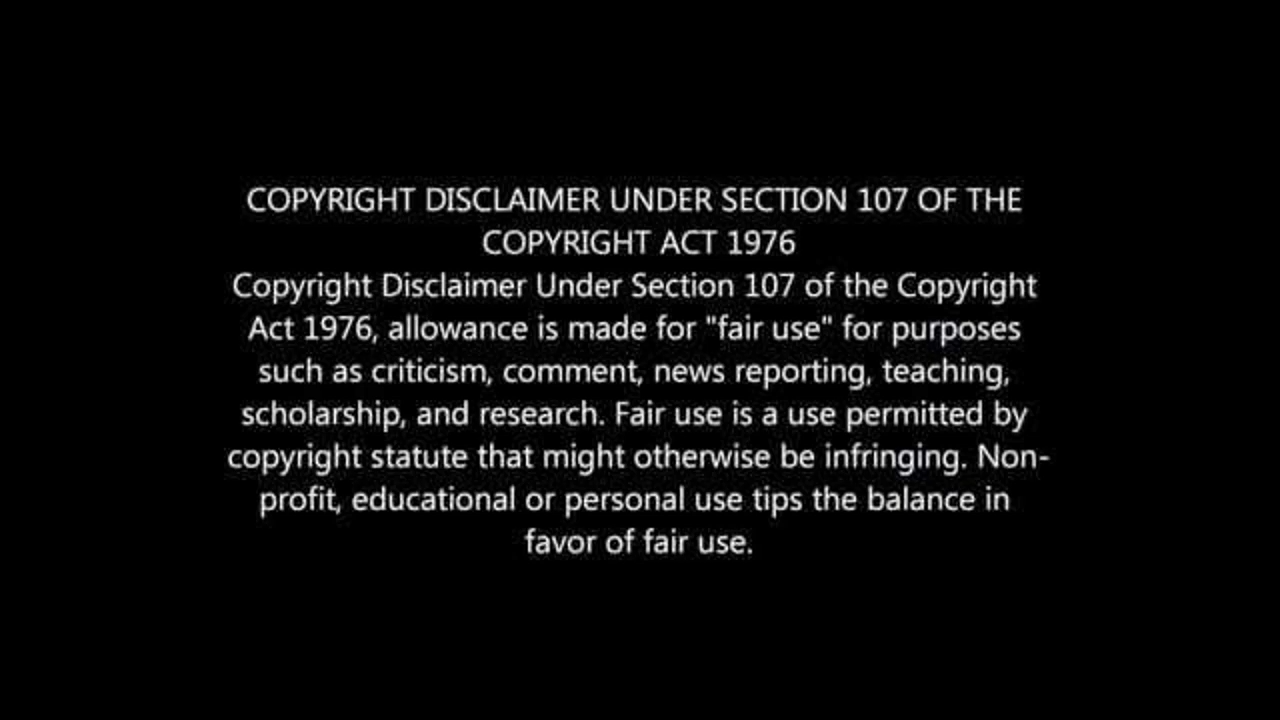 COPYRIGHT DISCLAIMER UNDER SECTION 107 OF THE
COPYRIGHT ACT 1976
Copyright Disclaimer Under Section 107 of the Copyright
Act 1976, allowance is made for "fair use" for purposes
such as criticism, comment, news reporting, teaching,
scholarship, and research. Fair use is a use permitted by
copyright statute that might otherwise be infringing. Non-
profit, educational or personal use tips the balance in
favor of fair use.